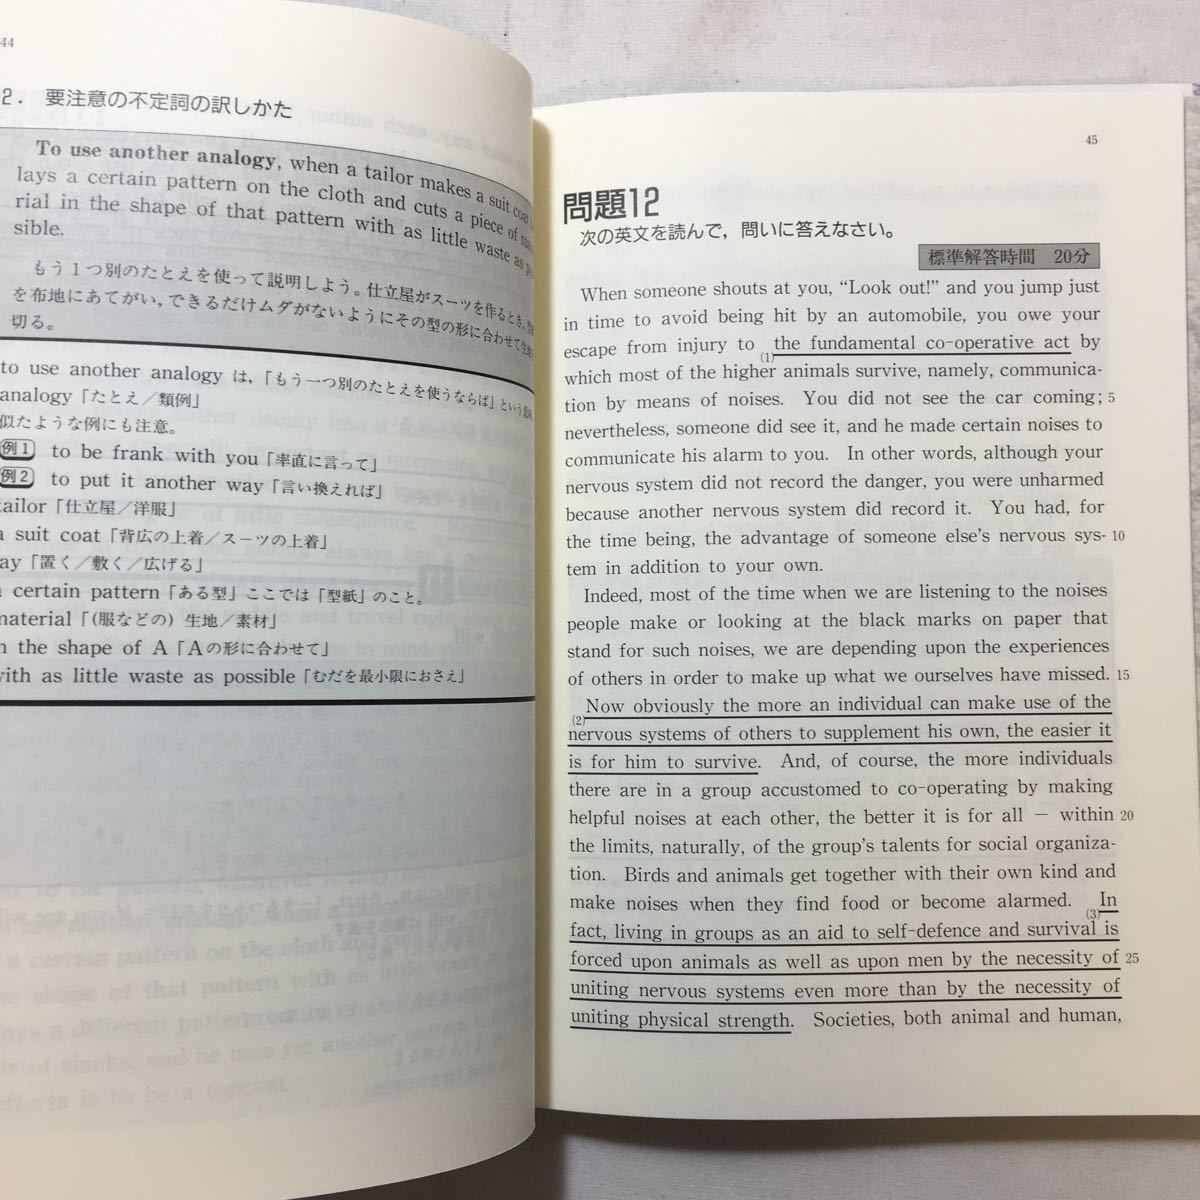 44
2． 要注意の不定詞の訳しかた
To use another analogy, when a tailor makes a suit coat
lays a certain pattern on the cloth and cuts a piece of
rial in the shape of that pattern with as little waste as
sible.
もう１つ別のたとえを使って説明しよう。仕立屋がスーツを作るとき，
を布地にあてがい，できるだけムダがないようにその型の形に合わせて
切る。
to use another analogy は，「もう一つ別のたとえを使うならば」という意味。
analogy「たとえ／類例」
似たような例にも注意。
例1 to be frank with you「率直に言って」
例2 to put it another way「言い換えれば」
tailor「仕立屋／洋服」
a suit coat「背広の上着／スーツの上着」
ay「置く／敷く／広げる」
certain pattern「ある型」ここでは「型紙」のこと。
material「（服などの）生地／素材」
n the shape of A「Aの形に合わせて」
with as little waste as possible「むだを最小限におさえ」
45
問題12
次の英文を読んで，問いに答えなさい。
標準解答時間 20分
When someone shouts at you, “Look out!” and you jump just
in time to avoid being hit by an automobile, you owe your
escape from injury to (1)the fundamental co-operative act by
which most of the higher animals survive, namely, communica-
tion by means of noises. You did not see the car coming; 5
nevertheless, someone did see it, and he made certain noises to
communicate his alarm to you. In other words, although your
nervous system did not record the danger, you were unharmed
because another nervous system did record it. You had, for
the time being, the advantage of someone else’s nervous sys- 10
tem in addition to your own.
Indeed, most of the time when we are listening to the noises
people make or looking at the black marks on paper that
stand for such noises, we are depending upon the experiences
of others in order to make up what we ourselves have missed. 15
(2)Now obviously the more an individual can make use of the
nervous systems of others to supplement his own, the easier it
is for him to survive. And, of course, the more individuals
there are in a group accustomed to co-operating by making
helpful noises at each other, the better it is for all — within 20
the limits, naturally, of the group’s talents for social organiza-
tion. Birds and animals get together with their own kind and
make noises when they find food or become alarmed. (3)In
fact, living in groups as an aid to self-defence and survival is
forced upon animals as well as upon men by the necessity of 25
uniting nervous systems even more than by the necessity of
uniting physical strength. Societies, both animal and human,